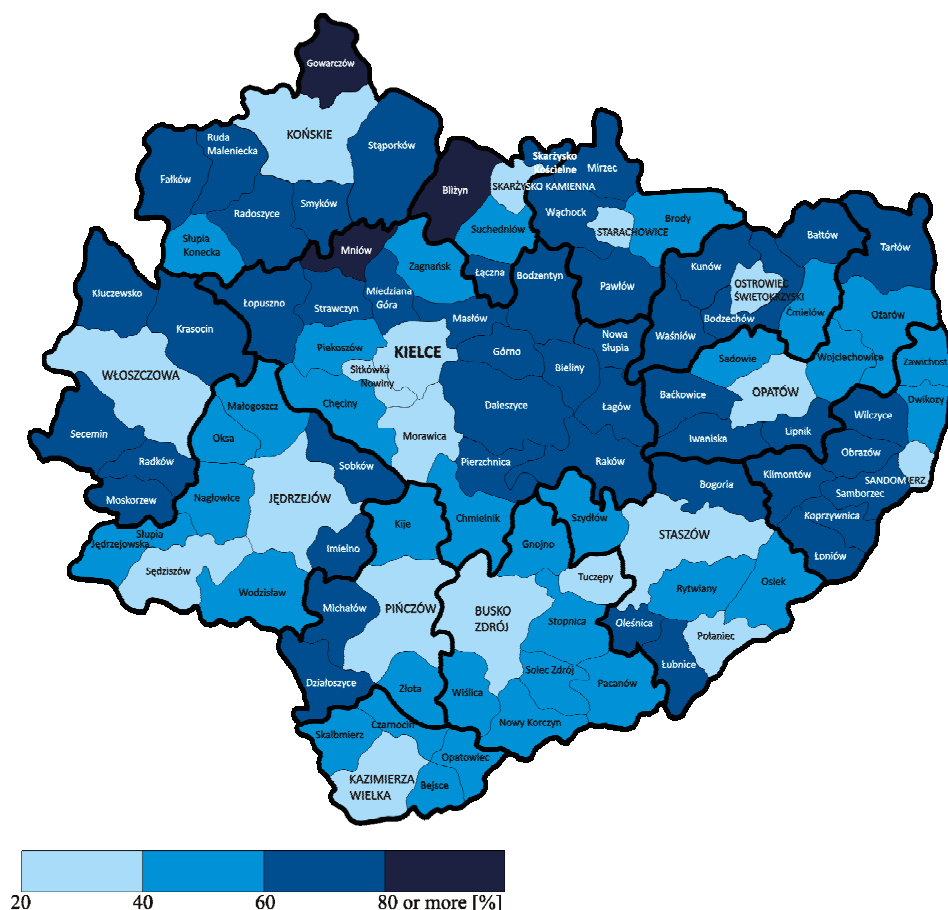 Gowarczów
KOŃSKIE
Ruda
Maleniecka
Stąporków
Fałków
Smyków
Radoszyce
Słupia
Konecka
Bliżyn
SKARŻYSKO KAMIENNA
Skarżysko
Kościelne
Mirzec
Wąchock
STARACHOWICE
Brody
Suchedniów
Mniów
Zagnańsk
Łączna
Bodzentyn
Pawłów
Kunów
Bałtów
Tarłów
OSTROWIEC
ŚWIĘTOKRZYSKI
Bodzechów
Ćmielów
Ożarów
Waśniów
Kluczewsko
Krasocin
Łopuszno
Strawczyn
Miedziana
Góra
Masłów
Piekoszów
KIELCE
Sitkówka
Nowiny
Górno
Bieliny
Nowa
Słupia
Sadowie
Wojciechowice
Zawichost
WŁOSZCZOWA
Małogoszcz
Chęciny
Morawica
Daleszyce
Łagów
Baćkowice
OPATÓW
Dwikozy
Wilczyce
Secemin
Oksa
Radków
Sobków
Pierzchnica
Raków
Iwaniska
Lipnik
Obrazów
SANDOMIERZ
Moskorzew
Nagłowice
JĘDRZEJÓW
Bogoria
Klimontów
Samborzec
Koprzywnica
Słupia
Jędrzejowska
Imielno
Kije
Chmielnik
Gnojno
Szydłów
STASZÓW
Łoniów
Sędziszów
Wodzisław
Michałów
PIŃCZÓW
BUSKO
ZDRÓJ
Tuczępy
Rytwiany
Osiek
Stopnica
Oleśnica
Połaniec
Łubnice
Działoszyce
Złota
Wiślica
Solec Zdrój
Pacanów
Nowy Korczyn
Skalbmierz
Czarnocin
Opatowiec
KAZIMIERZA
WIELKA
Bejsce
20 40 60 80 or more [%]